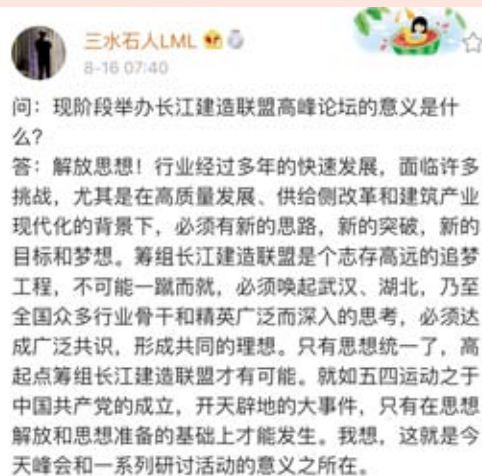 三水石人LML
8-16 07:40
问：现阶段举办长江建造联盟高峰论坛的意义是什
么？
答：解放思想！行业经过多年的快速发展，面临许多
挑战，尤其是在高质量发展、供给侧改革和建筑产业
现代化的背景下，必须有新的思路，新的突破，新的
目标和梦想。筹组长江建造联盟是个志存高远的追梦
工程，不可能一蹴而就，必须唤起武汉、湖北，乃至
全国众多行业骨干和精英广泛而深入的思考，必须达
成广泛共识，形成共同的理想。只有思想统一了，高
起点筹组长江建造联盟才有可能。就如五四运动之于
中国共产党的成立，开天辟地的大事件，只有在思想
解放和思想准备的基础上才能发生。我想，这就是今
天峰会和一系列研讨活动的意义之所在。